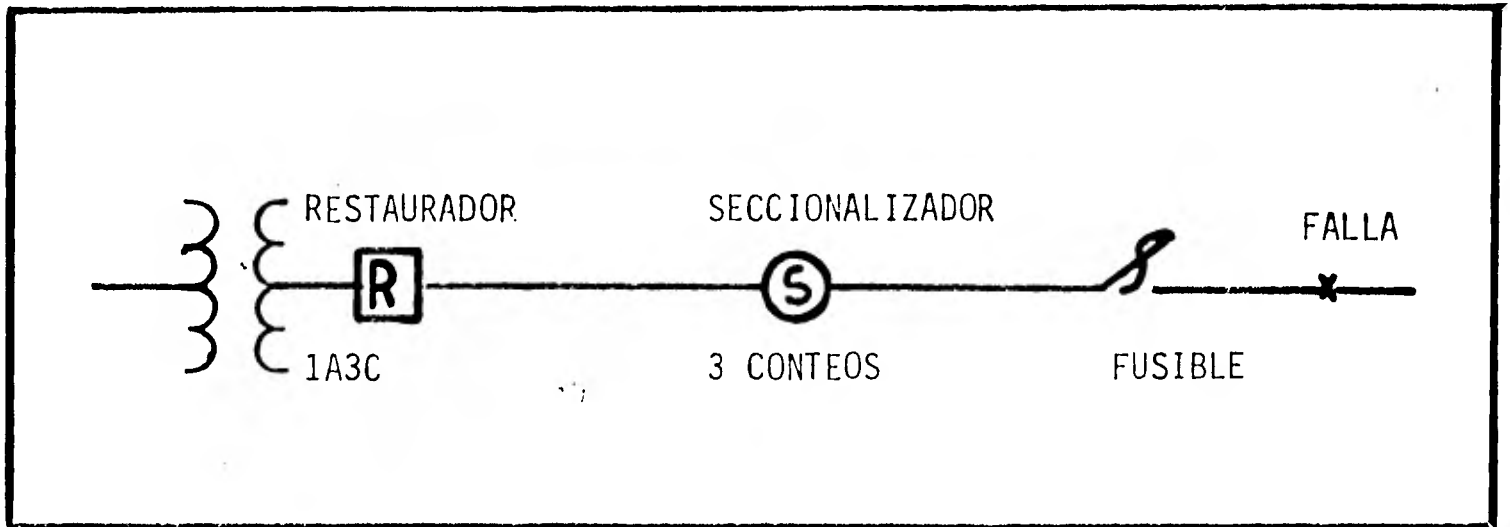 RESTAURADOR
SECCIONALIZADOR
FALLA
R
S
1A3C
3 CONTEOS
FUSIBLE